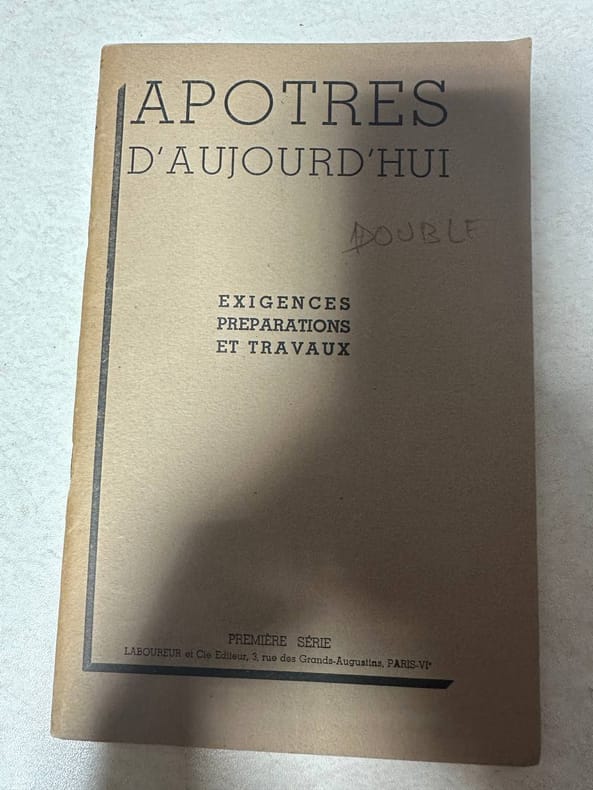 APOTRES
D'AUJOURD'HUI
DOUBLE
EXIGENCES
PREPARATIONS
ET TRAVAUX
PREMIÈRE SÉRIE
LABOUREUR et Cie Editeur, 3, rue des Grands-Augustins, PARIS-VIᵉ